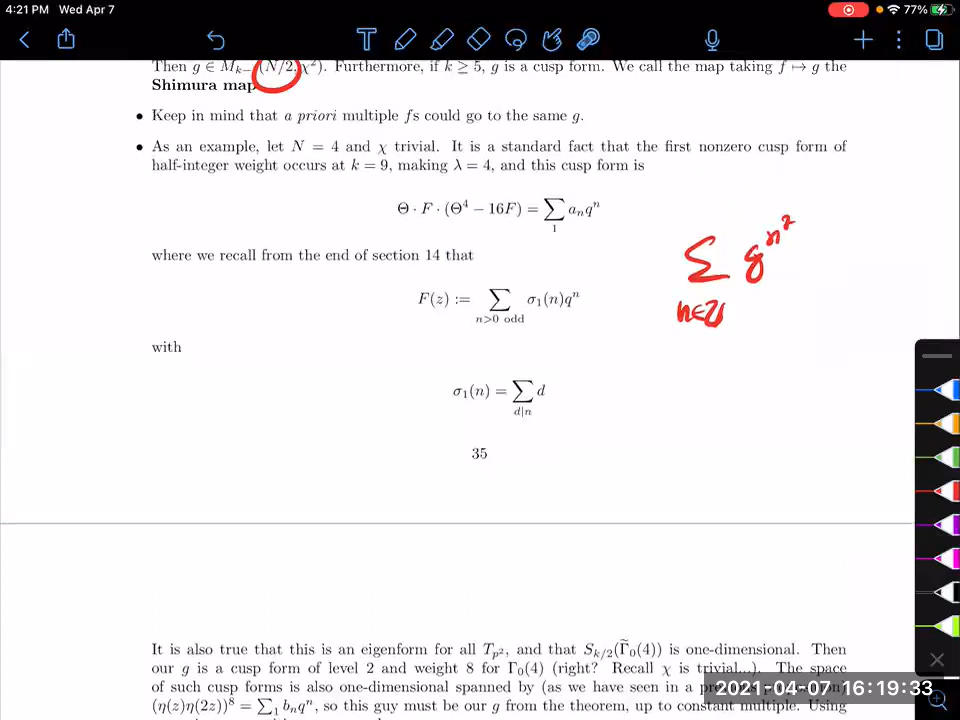 4:21 PM Wed Apr 7
77%
Then g ∈ M_{k−1}(N/2, χ²). Furthermore, if k ≥ 5, g is a cusp form. We call the map taking f ↦ g the
Shimura map
• Keep in mind that a priori multiple fs could go to the same g.
• As an example, let N = 4 and χ trivial. It is a standard fact that the first nonzero cusp form of
half-integer weight occurs at k = 9, making λ = 4, and this cusp form is
Θ · F · (Θ⁴ − 16F) = ∑_1 a_n q^n
where we recall from the end of section 14 that
∑_{n∈ℤ} q^{n²}
F(z) := ∑_{n>0 odd} σ₁(n)q^n
with
σ₁(n) = ∑_{d|n} d
35
It is also true that this is an eigenform for all T_{p²}, and that S_{k/2}(Γ̃₀(4)) is one-dimensional. Then
our g is a cusp form of level 2 and weight 8 for Γ₀(4) (right? Recall χ is trivial...). The space
of such cusp forms is also one-dimensional spanned by (as we have seen in a
2021-04-07 16:19:33
(η(z)η(2z))⁸ = ∑_1 b_n q^n, so this guy must be our g from the theorem, up to constant multiple. Using